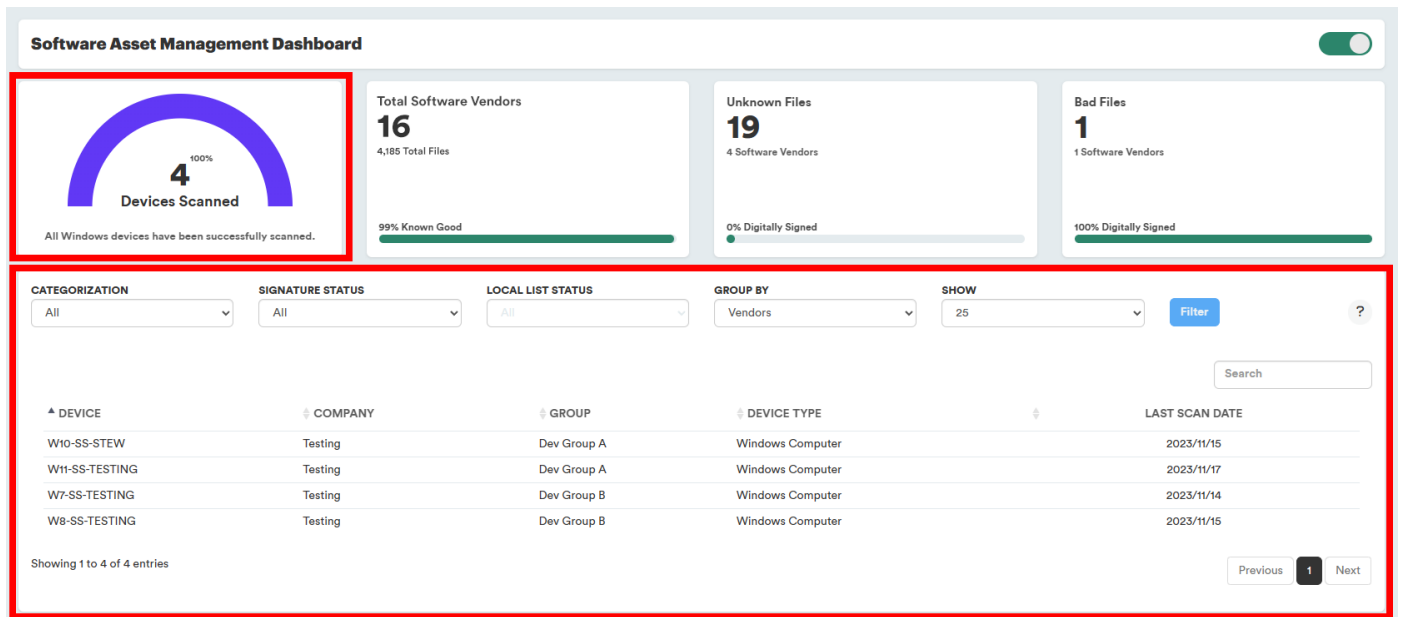 Software Asset Management Dashboard
100%
4
Devices Scanned
All Windows devices have been successfully scanned.
Total Software Vendors
16
4,185 Total Files
99% Known Good
Unknown Files
19
4 Software Vendors
0% Digitally Signed
Bad Files
1
1 Software Vendors
100% Digitally Signed
CATEGORIZATION SIGNATURE STATUS LOCAL LIST STATUS GROUP BY SHOW
All All All Vendors 25 Filter ?
Search
DEVICE COMPANY GROUP DEVICE TYPE LAST SCAN DATE
W10-SS-STEW Testing Dev Group A Windows Computer 2023/11/15
W11-SS-TESTING Testing Dev Group A Windows Computer 2023/11/17
W7-SS-TESTING Testing Dev Group B Windows Computer 2023/11/14
W8-SS-TESTING Testing Dev Group B Windows Computer 2023/11/15
Showing 1 to 4 of 4 entries
Previous 1 Next